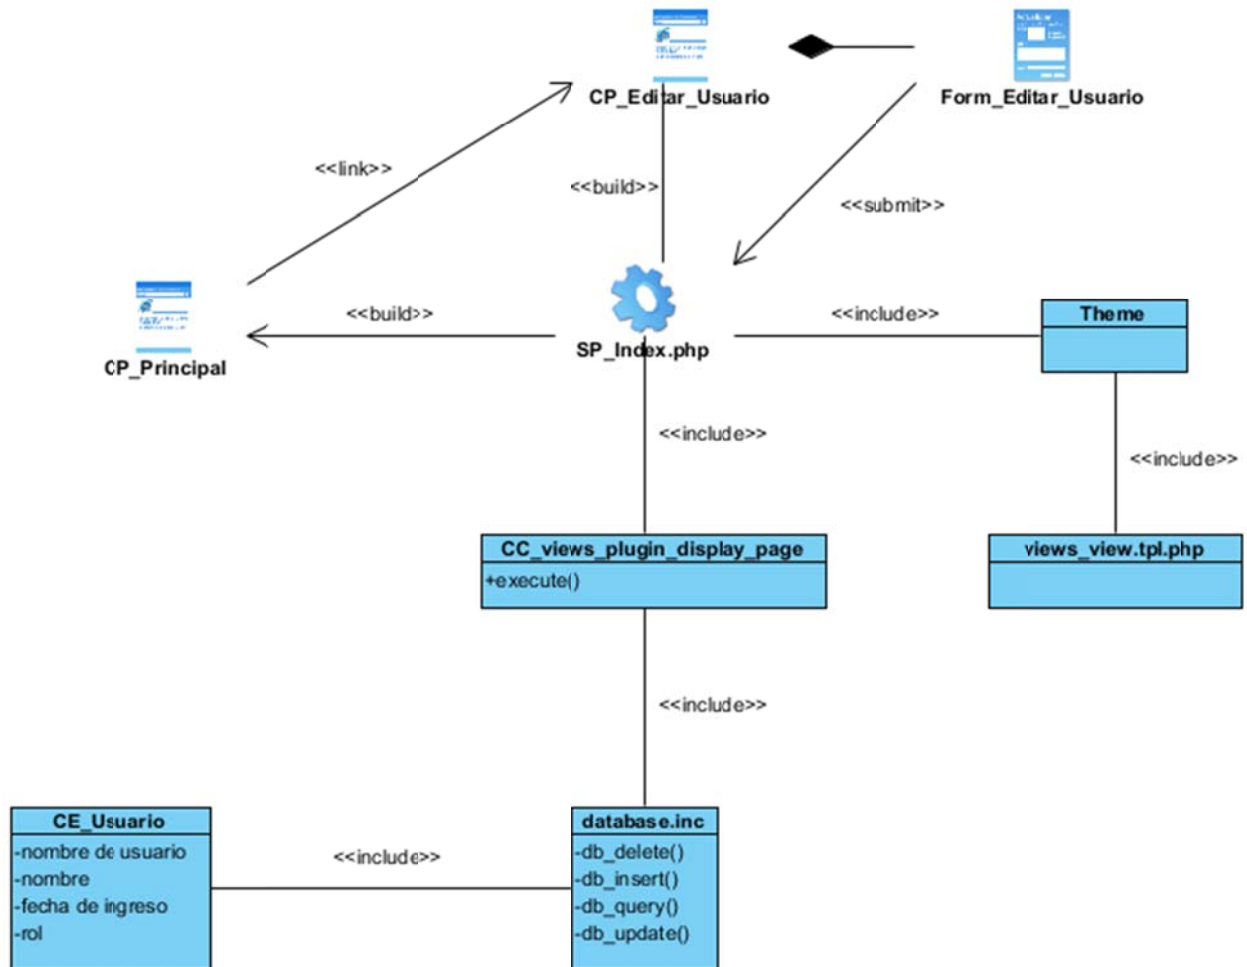 CP_Editar_Usuario
Form_Editar_Usuario
<<link>>
<<build>>
<<submit>>
<<build>>
<<include>>
Theme
CP_Principal
SP_Index.php
<<include>>
<<include>>
CC_views_plugin_display_page
+execute()
views_view.tpl.php
<<include>>
CE_Usuario
-nombre de usuario
-nombre
-fecha de ingreso
-rol
<<include>>
database.inc
-db_delete()
-db_insert()
-db_query()
-db_update()